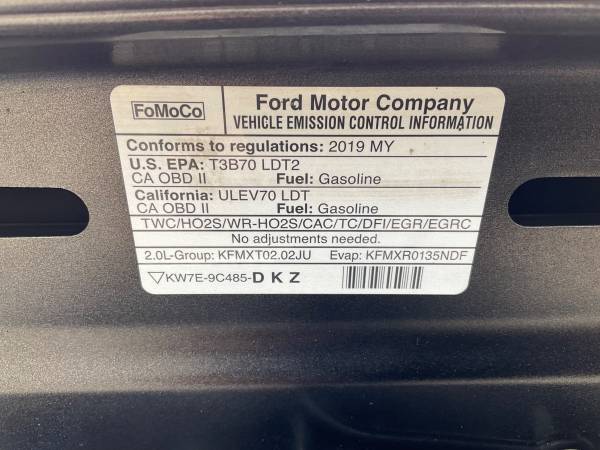 FoMoCo
Ford Motor Company
VEHICLE EMISSION CONTROL INFORMATION
Conforms to regulations: 2019 MY
U.S. EPA: T3B70 LDT2
CA OBD II Fuel: Gasoline
California: ULEV70 LDT
CA OBD II Fuel: Gasoline
TWC/HO2S/WR-HO2S/CAC/TC/DFI/EGR/EGRC
No adjustments needed.
2.0L-Group: KFMXT02.02JU Evap: KFMXR0135NDF
▽KW7E-9C485-D K Z